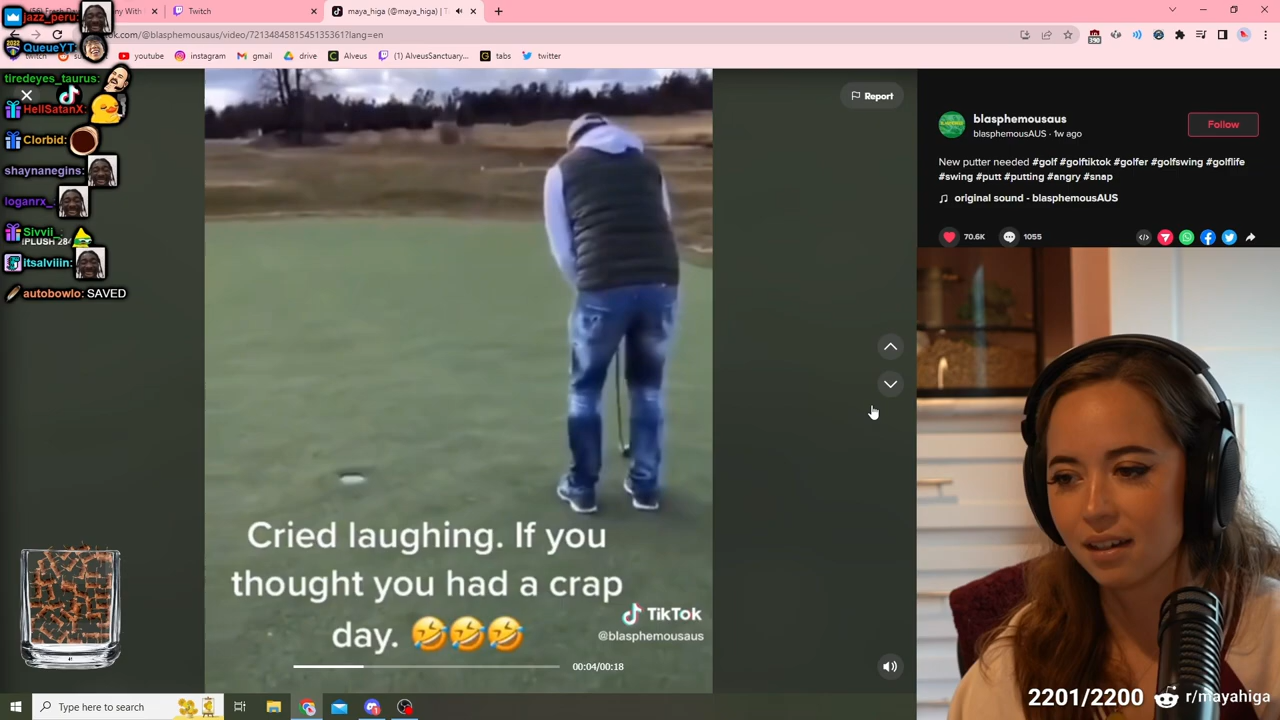 jazz_peru:
QueueYT:
tiredeyes_taurus:
HellSatanX:
Clorbid:
shaynanegins:
loganrx_:
Sivvii_:
itsalviiin:
autobowlo: SAVED
Twitch
maya_higa (@maya_higa) | T
.com/@blasphemousaus/video/7213484581545135361?lang=en
twitch
youtube
instagram
gmail
drive
Alveus
(1) AlveusSanctuary...
tabs
twitter
390
Report
blasphemousaus
blasphemousAUS · 1w ago
Follow
New putter needed #golf #golftiktok #golfer #golfswing #golflife
#swing #putt #putting #angry #snap
original sound - blasphemousAUS
70.6K
1055
Cried laughing. If you
thought you had a crap
day. 🤣🤣🤣
TikTok
@blasphemousaus
00:04/00:18
2201/2200
r/mayahiga
Type here to search